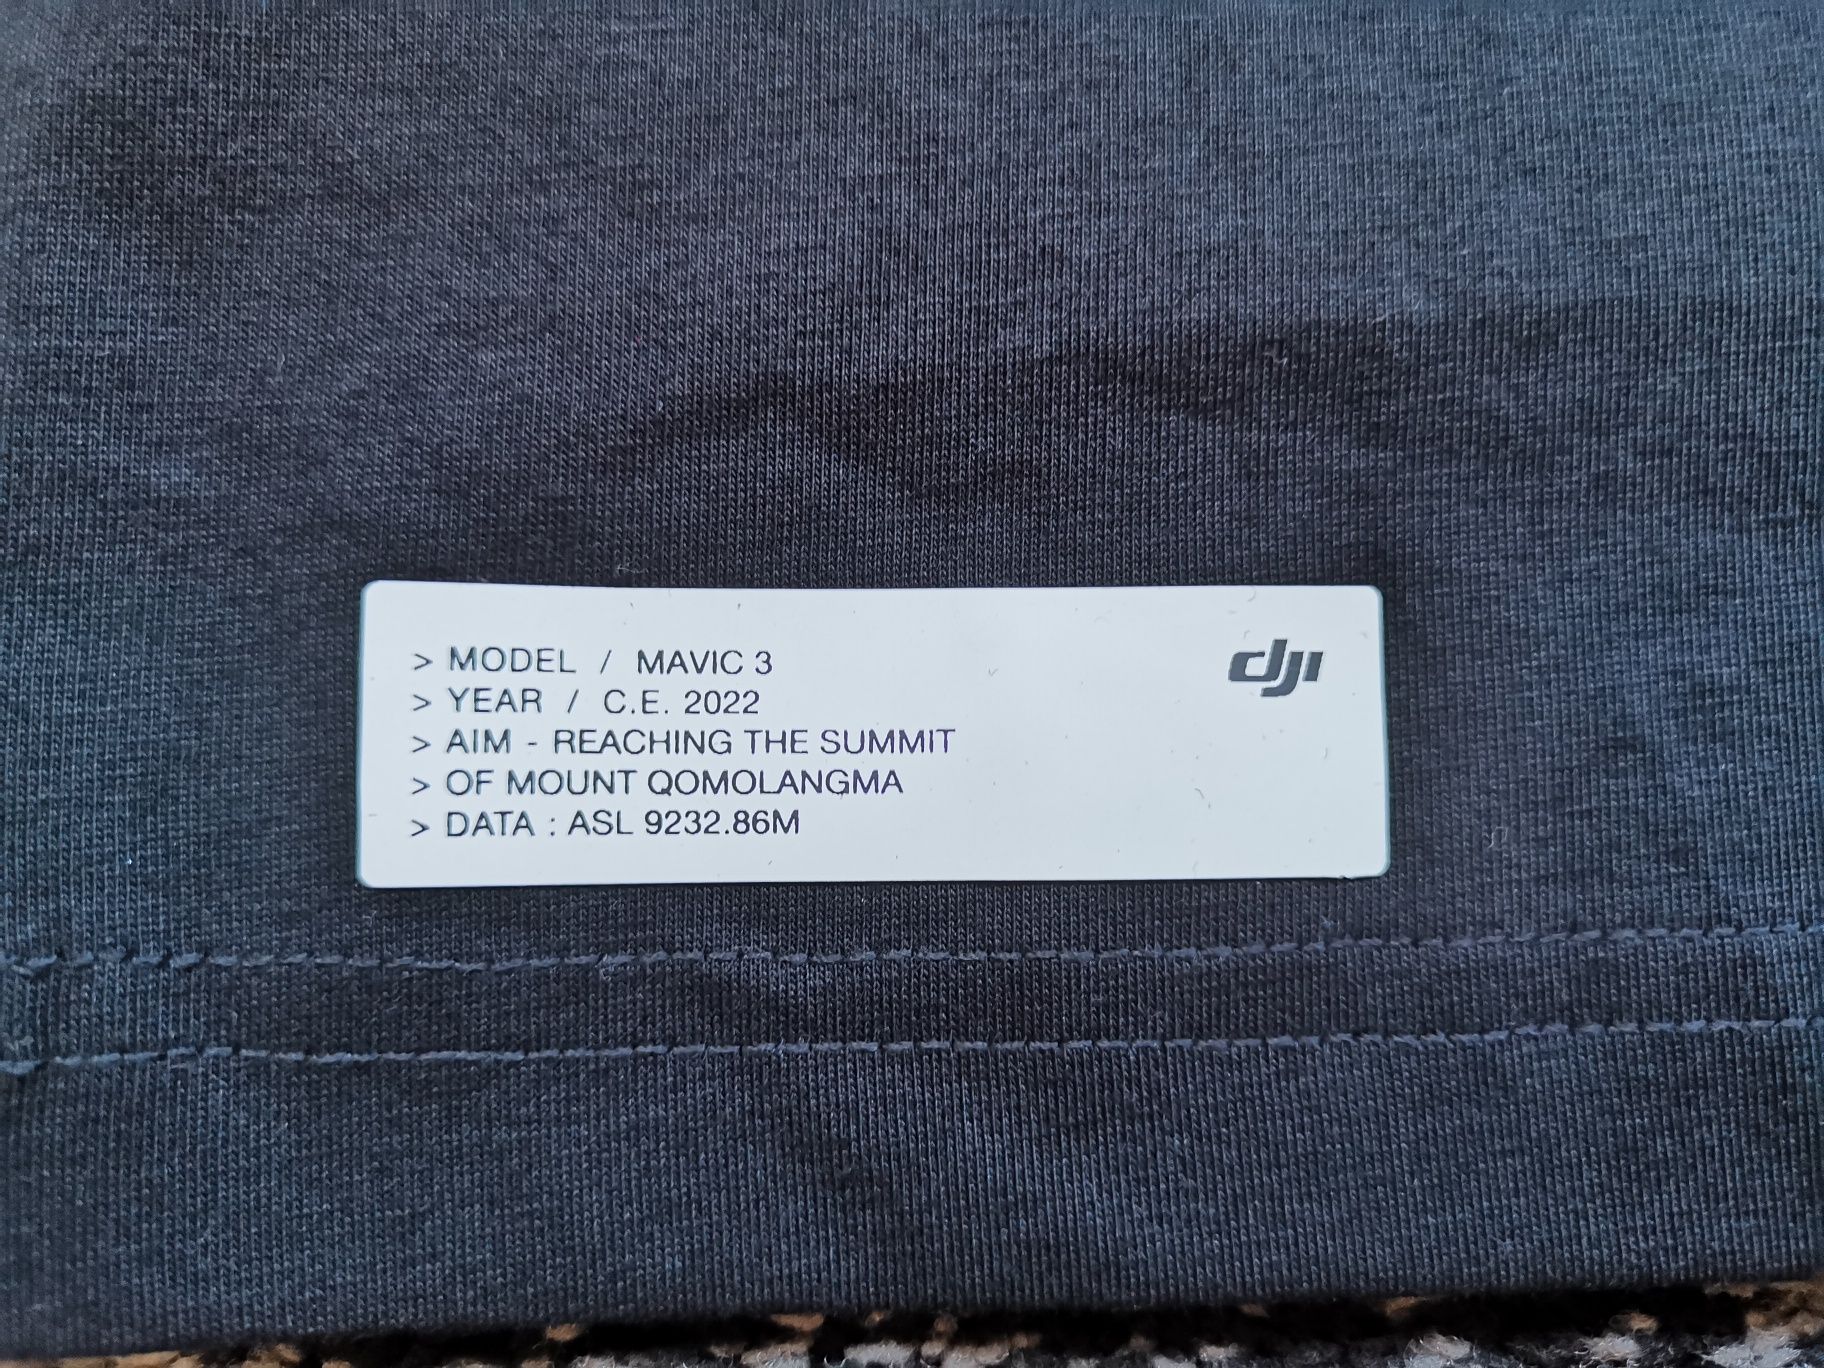 > MODEL / MAVIC 3
> YEAR / C.E. 2022
> AIM - REACHING THE SUMMIT
> OF MOUNT QOMOLANGMA
> DATA : ASL 9232.86M
dji